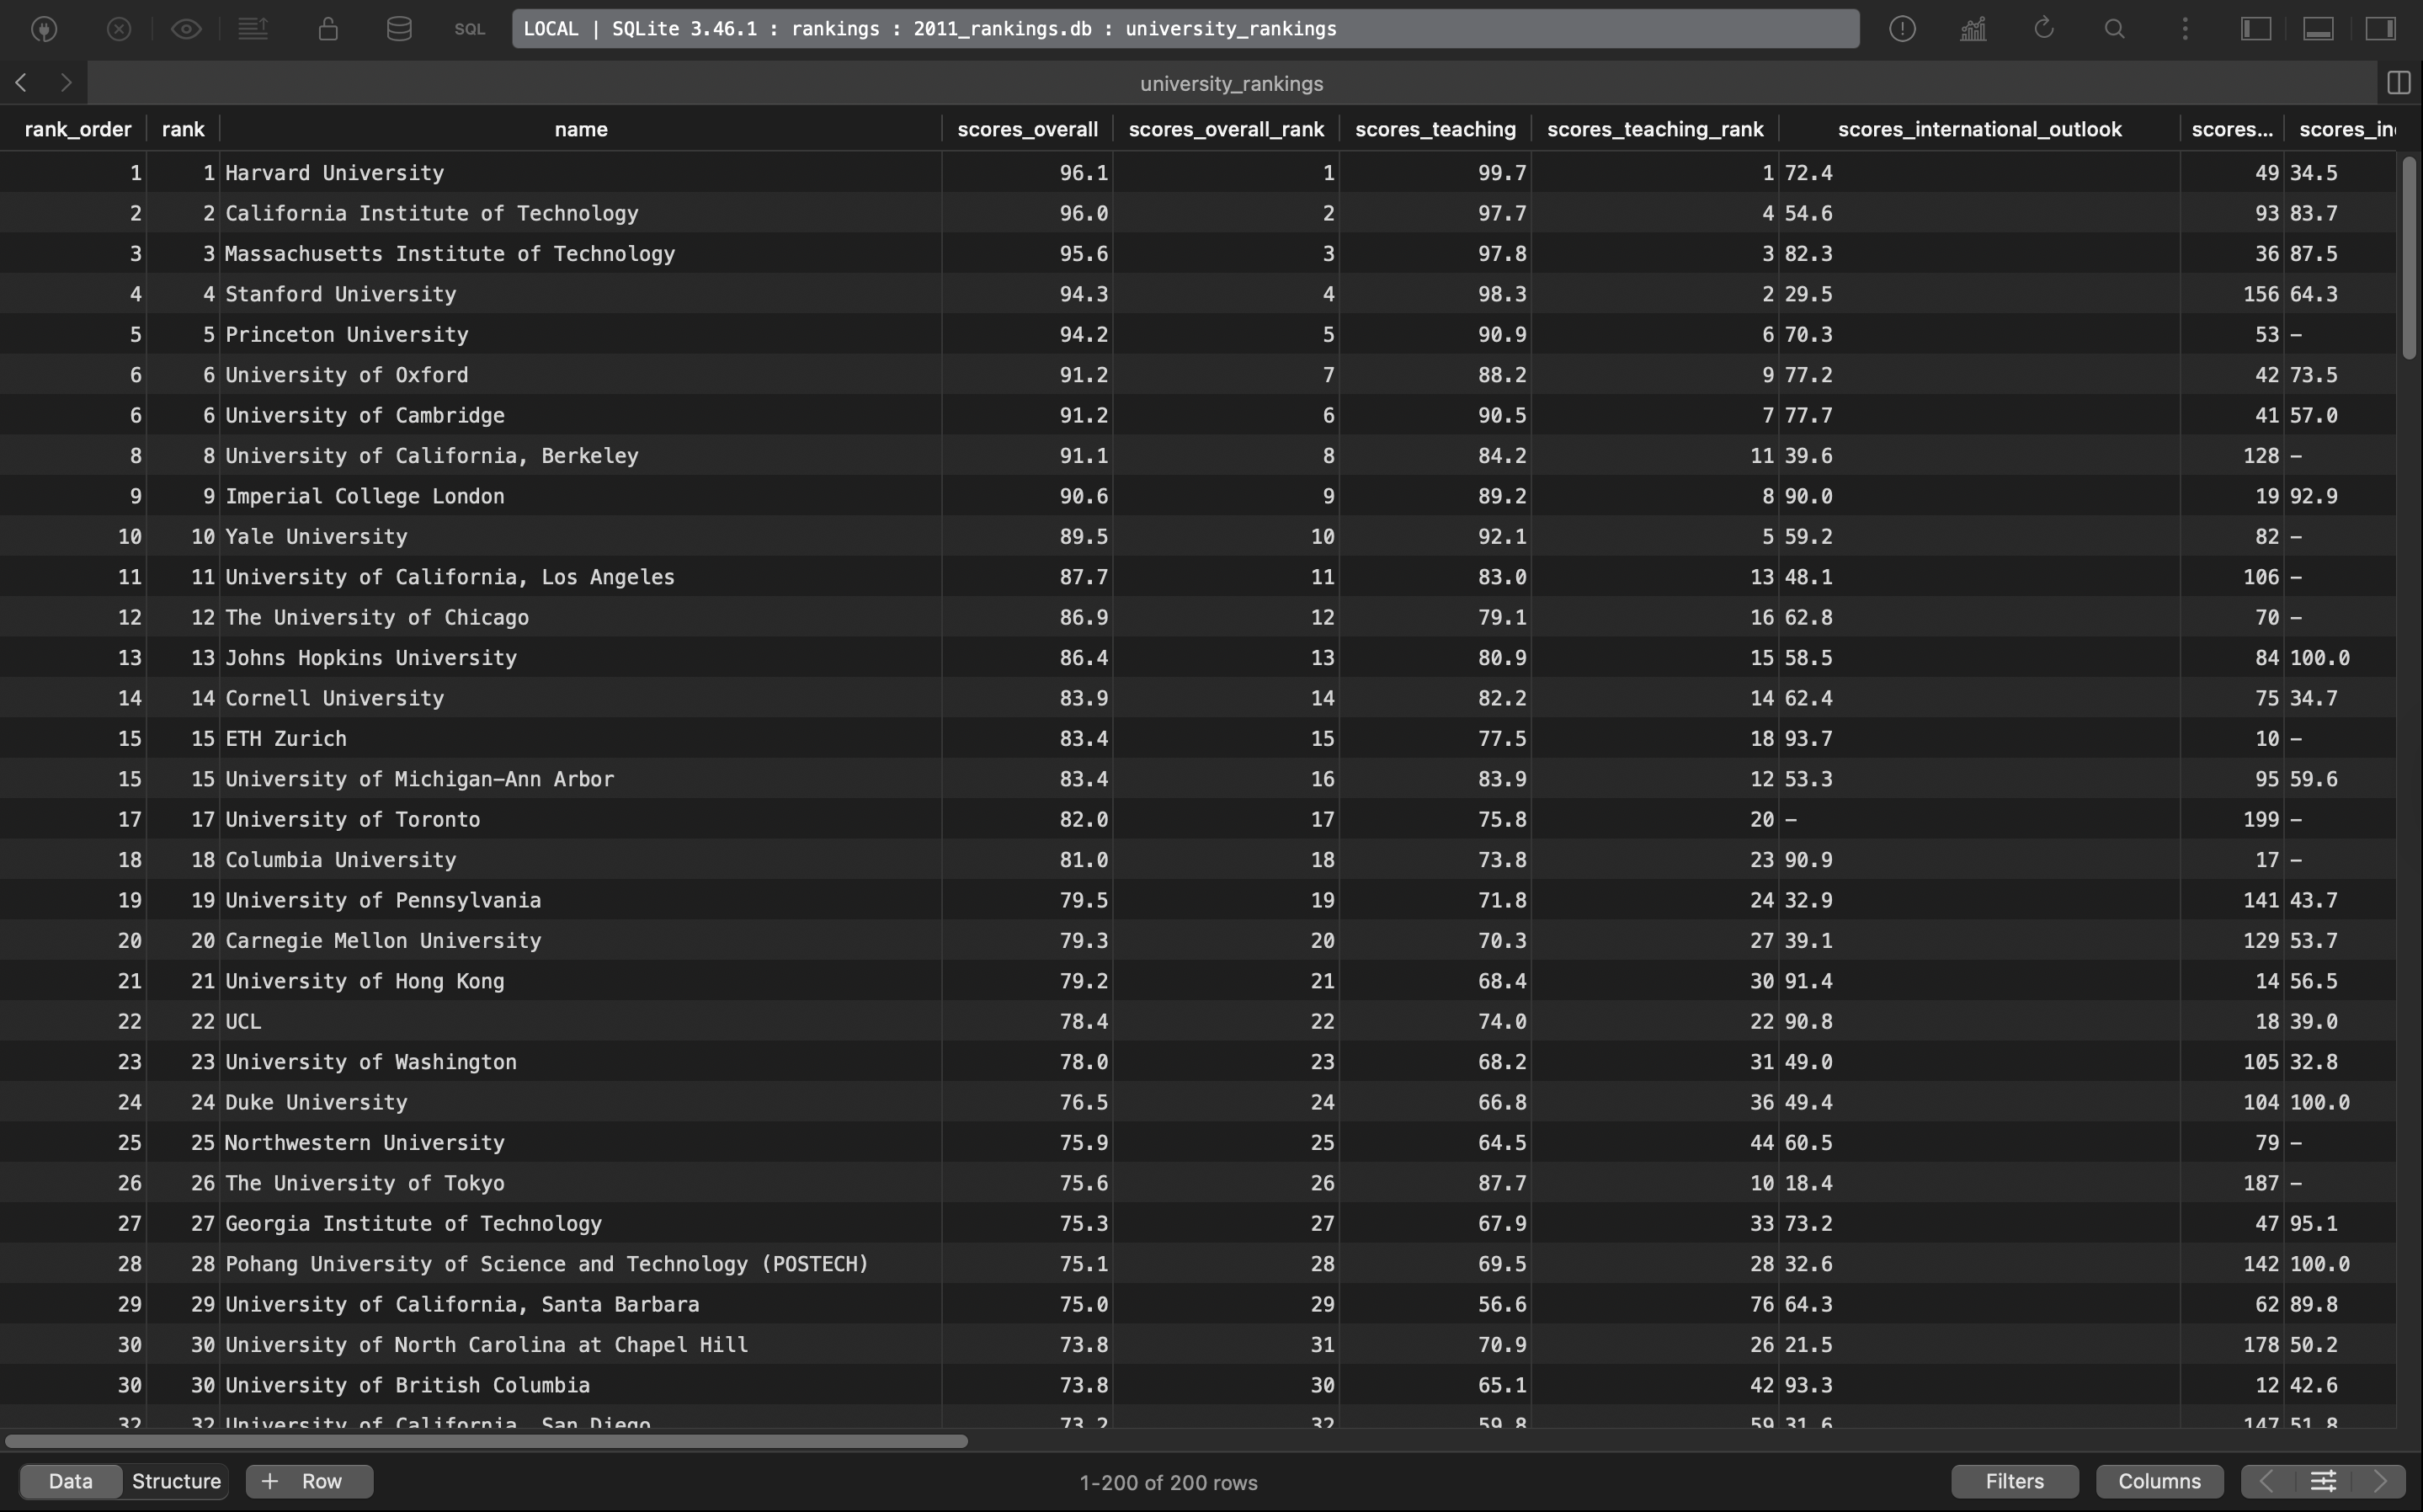 SQL LOCAL | SQLite 3.46.1 : rankings : 2011_rankings.db : university_rankings
university_rankings
rank_order rank name scores_overall scores_overall_rank scores_teaching scores_teaching_rank scores_international_outlook scores... scores_in
1 1 Harvard University 96.1 1 99.7 1 72.4 49 34.5
2 2 California Institute of Technology 96.0 2 97.7 4 54.6 93 83.7
3 3 Massachusetts Institute of Technology 95.6 3 97.8 3 82.3 36 87.5
4 4 Stanford University 94.3 4 98.3 2 29.5 156 64.3
5 5 Princeton University 94.2 5 90.9 6 70.3 53 –
6 6 University of Oxford 91.2 7 88.2 9 77.2 42 73.5
6 6 University of Cambridge 91.2 6 90.5 7 77.7 41 57.0
8 8 University of California, Berkeley 91.1 8 84.2 11 39.6 128 –
9 9 Imperial College London 90.6 9 89.2 8 90.0 19 92.9
10 10 Yale University 89.5 10 92.1 5 59.2 82 –
11 11 University of California, Los Angeles 87.7 11 83.0 13 48.1 106 –
12 12 The University of Chicago 86.9 12 79.1 16 62.8 70 –
13 13 Johns Hopkins University 86.4 13 80.9 15 58.5 84 100.0
14 14 Cornell University 83.9 14 82.2 14 62.4 75 34.7
15 15 ETH Zurich 83.4 15 77.5 18 93.7 10 –
15 15 University of Michigan–Ann Arbor 83.4 16 83.9 12 53.3 95 59.6
17 17 University of Toronto 82.0 17 75.8 20 – 199 –
18 18 Columbia University 81.0 18 73.8 23 90.9 17 –
19 19 University of Pennsylvania 79.5 19 71.8 24 32.9 141 43.7
20 20 Carnegie Mellon University 79.3 20 70.3 27 39.1 129 53.7
21 21 University of Hong Kong 79.2 21 68.4 30 91.4 14 56.5
22 22 UCL 78.4 22 74.0 22 90.8 18 39.0
23 23 University of Washington 78.0 23 68.2 31 49.0 105 32.8
24 24 Duke University 76.5 24 66.8 36 49.4 104 100.0
25 25 Northwestern University 75.9 25 64.5 44 60.5 79 –
26 26 The University of Tokyo 75.6 26 87.7 10 18.4 187 –
27 27 Georgia Institute of Technology 75.3 27 67.9 33 73.2 47 95.1
28 28 Pohang University of Science and Technology (POSTECH) 75.1 28 69.5 28 32.6 142 100.0
29 29 University of California, Santa Barbara 75.0 29 56.6 76 64.3 62 89.8
30 30 University of North Carolina at Chapel Hill 73.8 31 70.9 26 21.5 178 50.2
30 30 University of British Columbia 73.8 30 65.1 42 93.3 12 42.6
32 32 University of California, San Diego 73.2 32 59.8 59 31.6 147 51.8
Data Structure + Row 1-200 of 200 rows Filters Columns